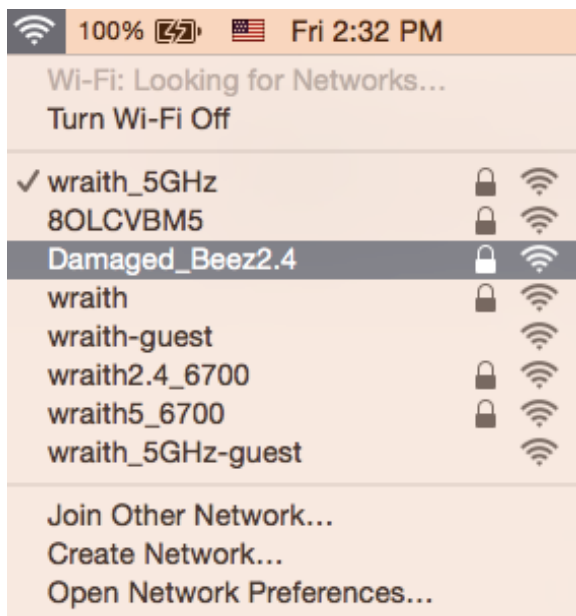 100% Fri 2:32 PM
Wi-Fi: Looking for Networks...
Turn Wi-Fi Off
wraith_5GHz
8OLCVBM5
Damaged_Beez2.4
wraith
wraith-guest
wraith2.4_6700
wraith5_6700
wraith_5GHz-guest
Join Other Network...
Create Network...
Open Network Preferences...